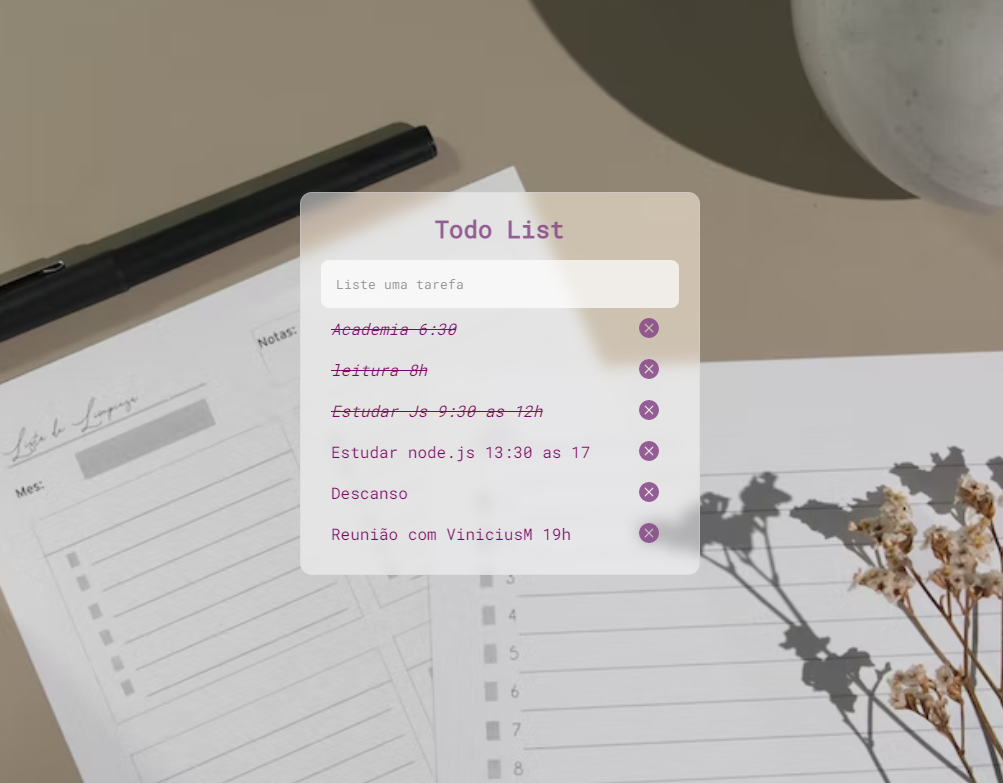 Todo List
Liste uma tarefa
Academia 6:30
leitura 8h
Estudar Js 9:30 as 12h
Estudar node.js 13:30 as 17
Descanso
Reunião com ViniciusM 19h
Notas:
Lista de Limpeza
Mes:
3
4
5
6
7
8